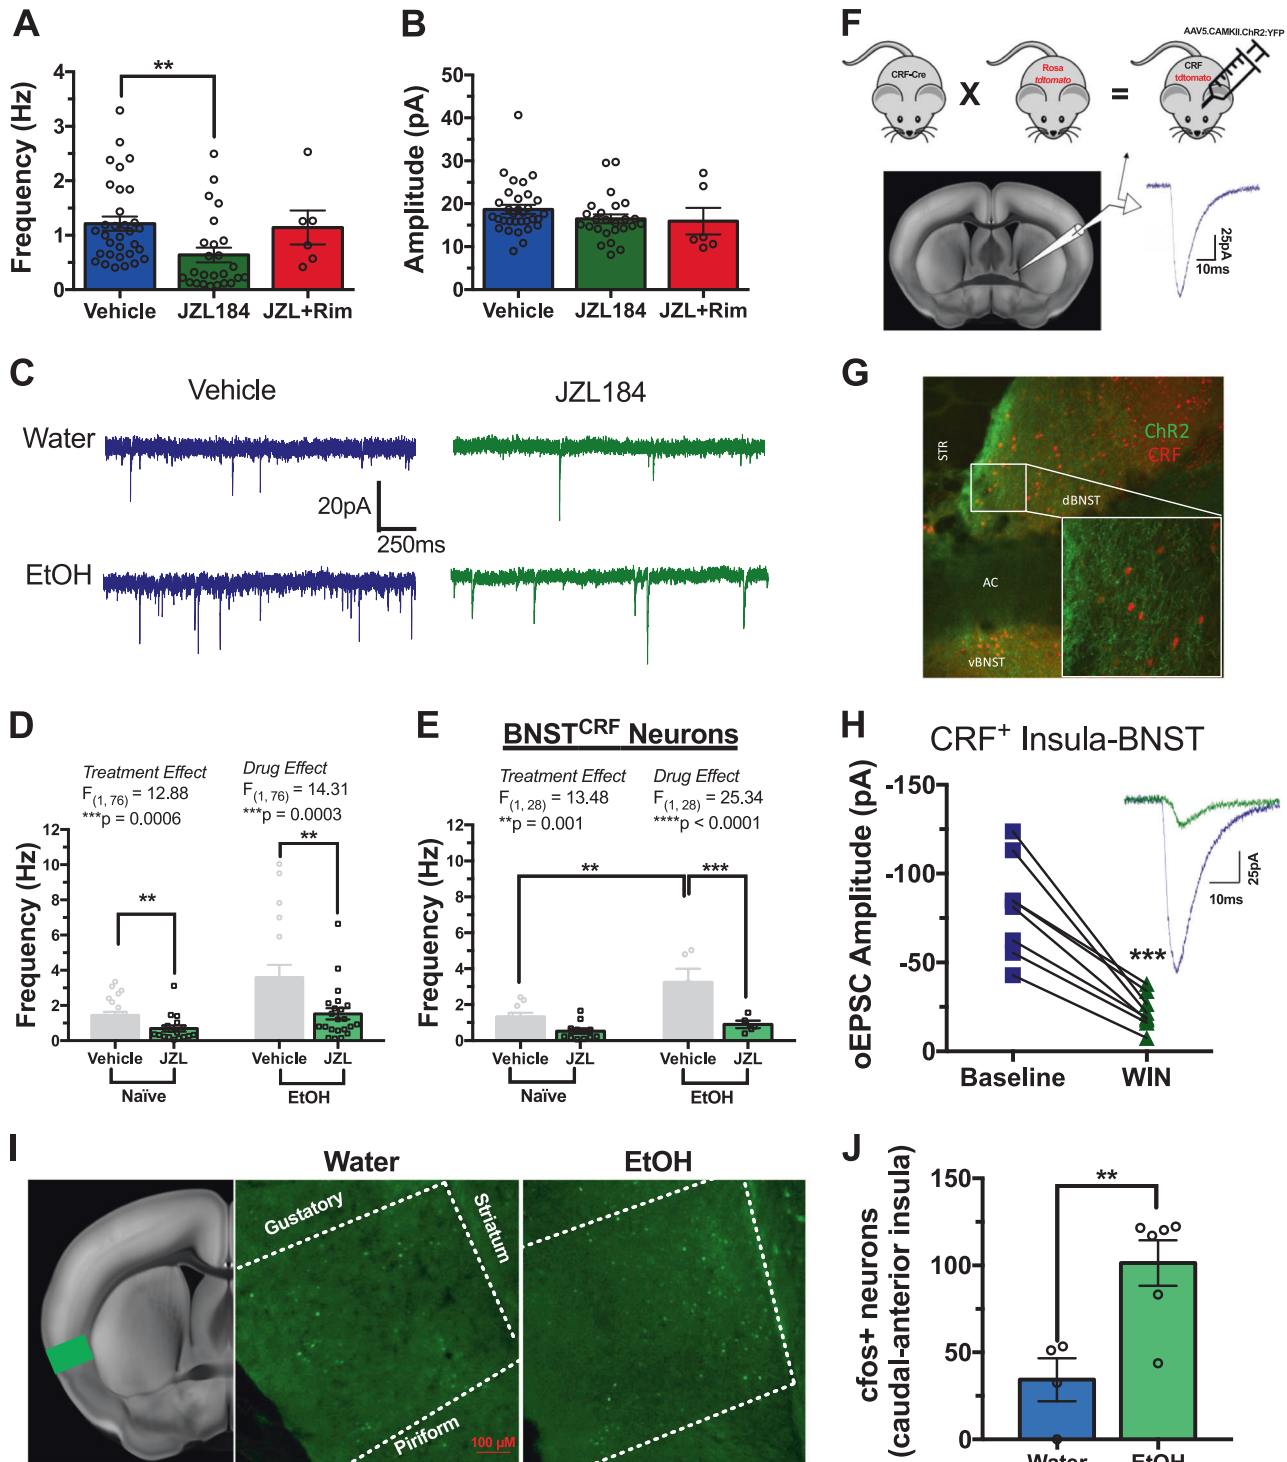 A
Frequency (Hz)
4
3
2
1
0
**
Vehicle JZL184 JZL+Rim
B
Amplitude (pA)
50
40
30
20
10
0
Vehicle JZL184 JZL+Rim
F
AAV5.CAMKII.ChR2:YFP
CRF-Cre
X
Rosa
tdtomato
=
CRF
tdtomato
25pA
10ms
C
Vehicle
JZL184
Water
20pA
250ms
EtOH
G
STR
ChR2
CRF
dBNST
AC
vBNST
D
Treatment Effect
F(1, 76) = 12.88
***p = 0.0006
Drug Effect
F(1, 76) = 14.31
***p = 0.0003
Frequency (Hz)
12
10
8
6
4
2
0
**
**
Vehicle JZL Vehicle JZL
Naïve EtOH
E
BNSTCRF Neurons
Treatment Effect
F(1, 28) = 13.48
**p = 0.001
Drug Effect
F(1, 28) = 25.34
****p < 0.0001
Frequency (Hz)
12
10
8
6
4
2
0
**
***
Vehicle JZL Vehicle JZL
Naïve EtOH
H
CRF+ Insula-BNST
oEPSC Amplitude (pA)
-150
-100
-50
0
***
25pA
10ms
Baseline WIN
I
Water
EtOH
Gustatory
Striatum
Piriform
100 µM
J
cfos+ neurons
(caudal-anterior insula)
150
100
50
0
**
Water EtOH